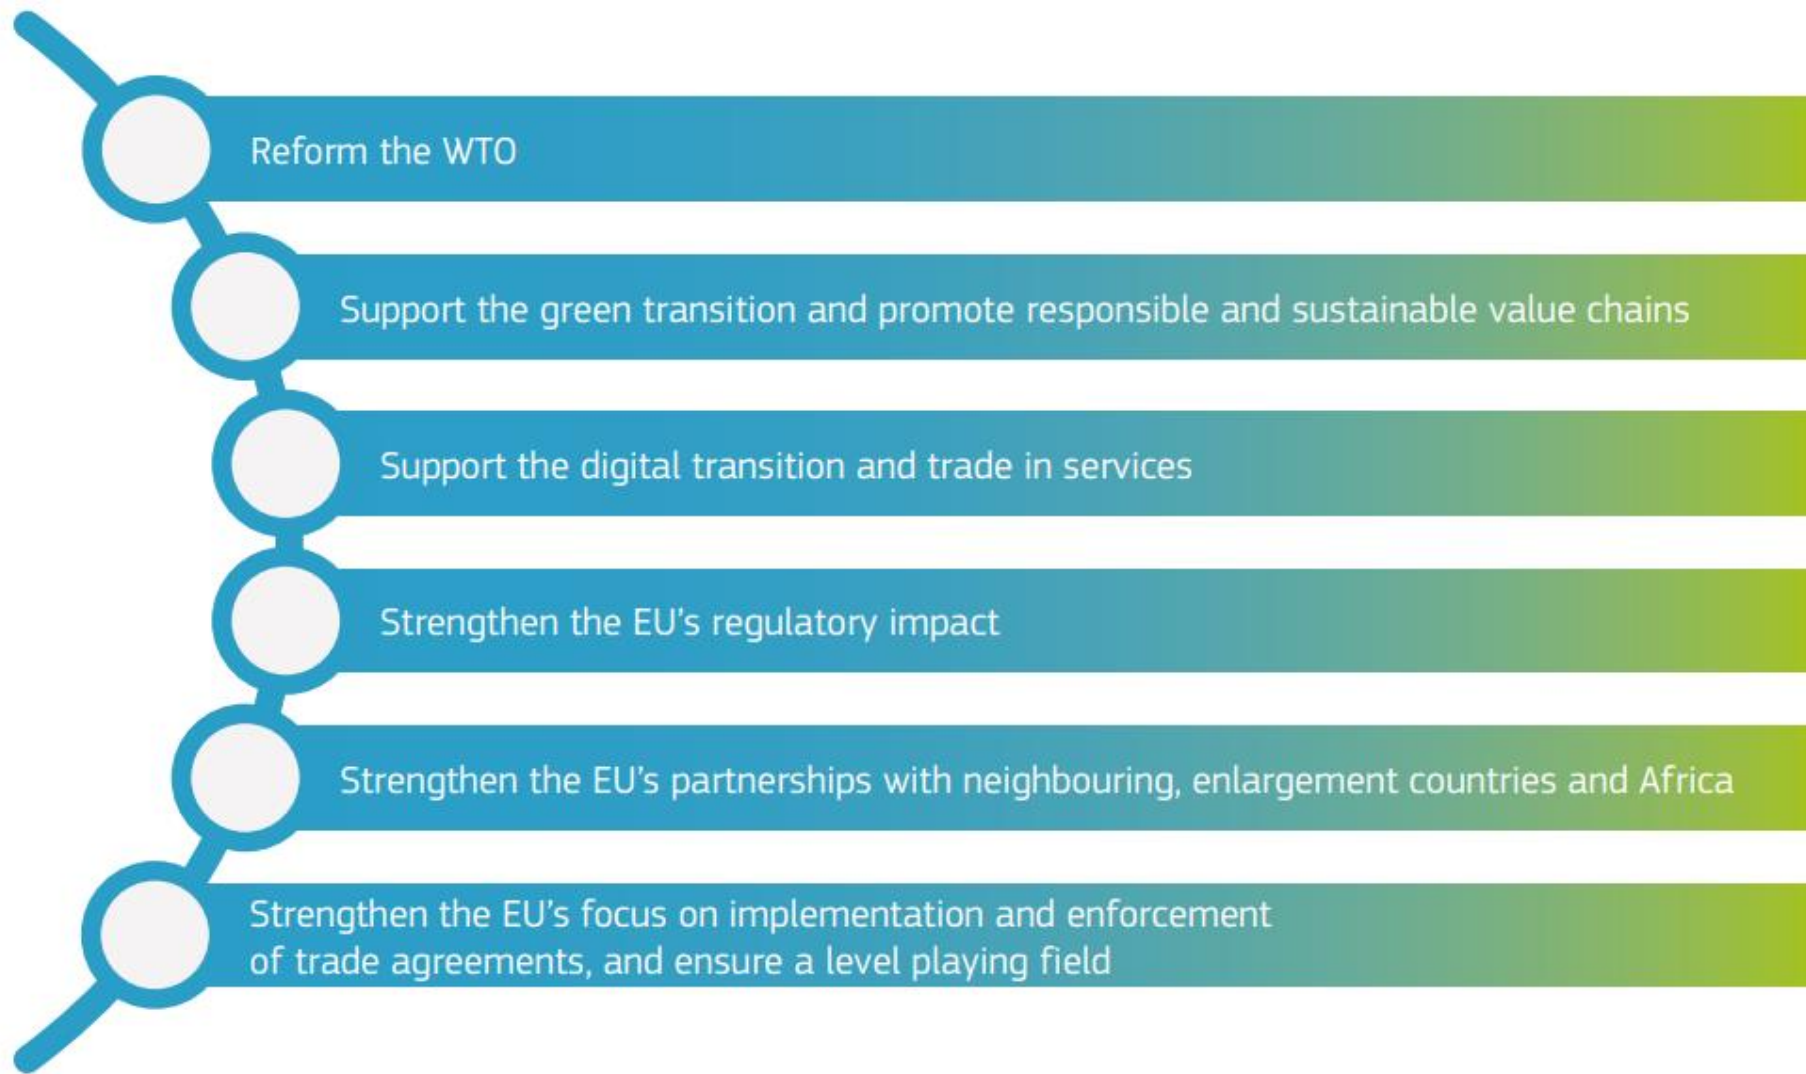 Reform the WTO
Support the green transition and promote responsible and sustainable value chains
Support the digital transition and trade in services
Strengthen the EU’s regulatory impact
Strengthen the EU’s partnerships with neighbouring, enlargement countries and Africa
Strengthen the EU’s focus on implementation and enforcement
of trade agreements, and ensure a level playing field